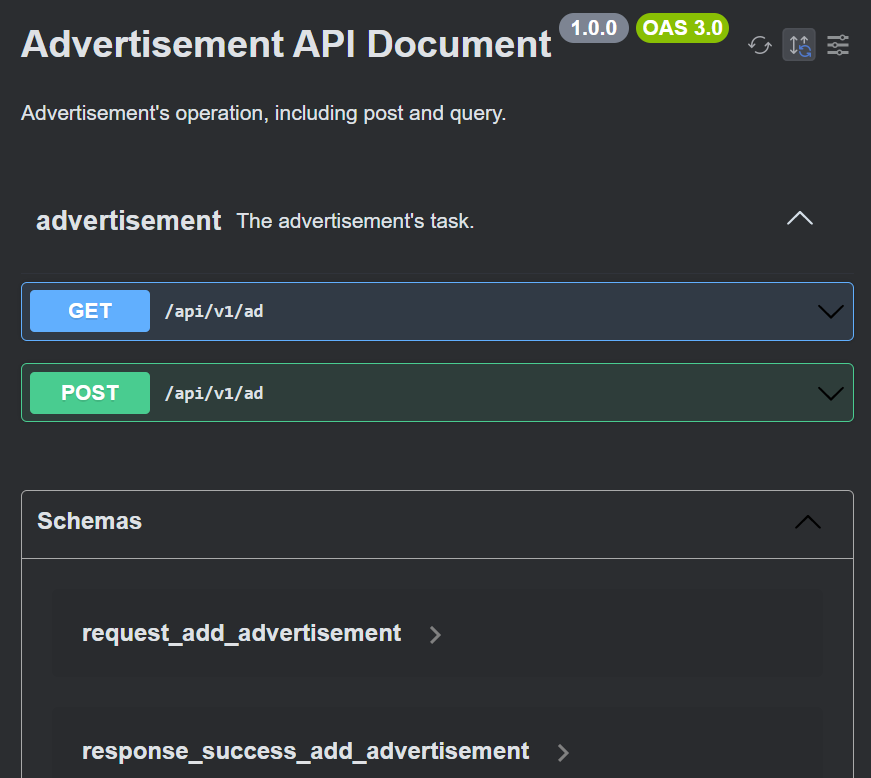 Advertisement API Document 1.0.0 OAS 3.0
Advertisement's operation, including post and query.
advertisement The advertisement's task.
GET /api/v1/ad
POST /api/v1/ad
Schemas
request_add_advertisement
response_success_add_advertisement